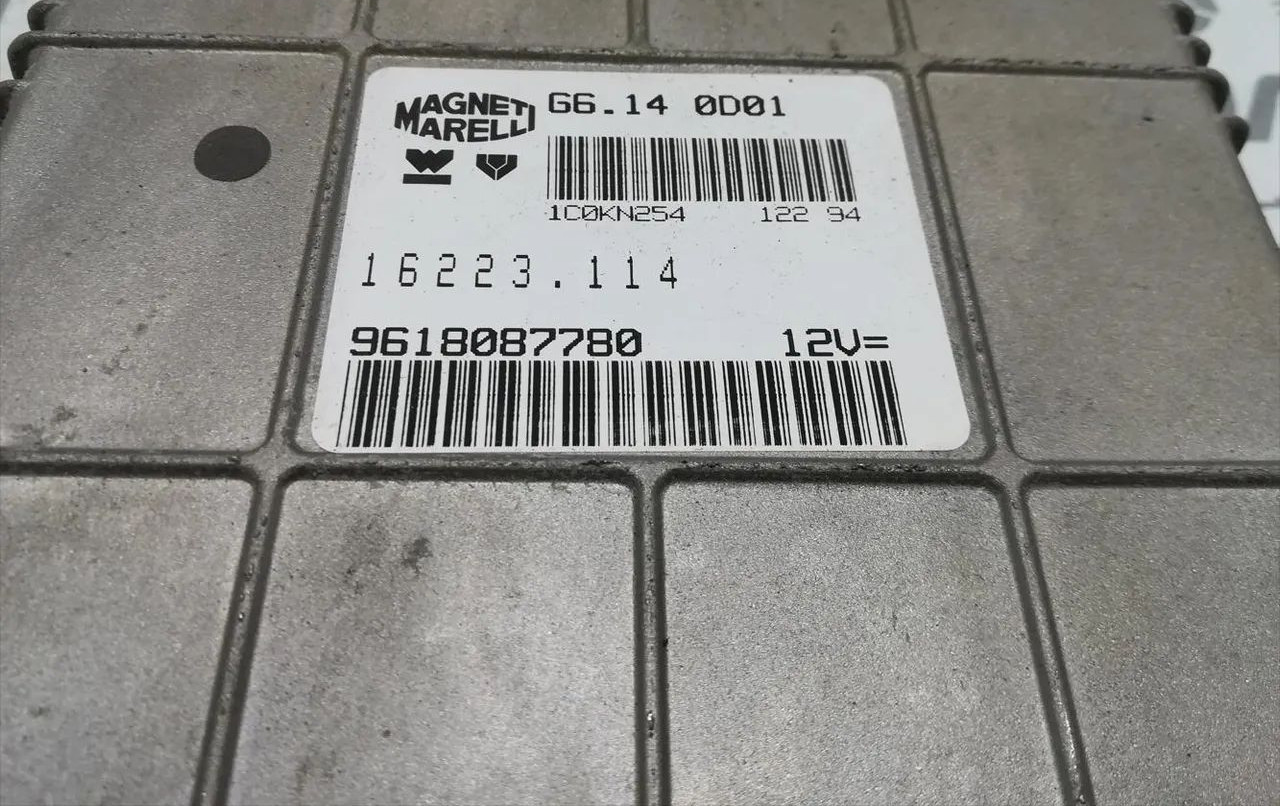 MAGNETI
MARELLI
G6.14 0D01
1C0KN254 122 94
16223.114
9618087780 12V=